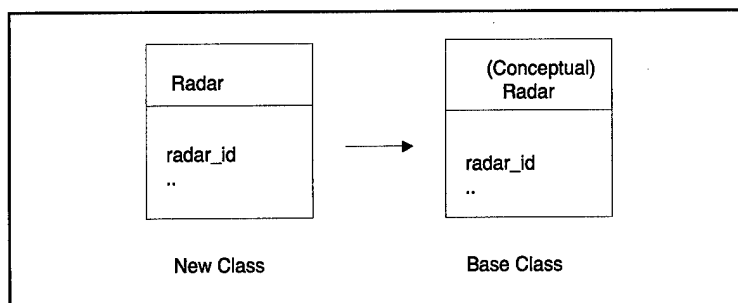 Radar
radar_id
..
New Class
(Conceptual)
Radar
radar_id
..
Base Class